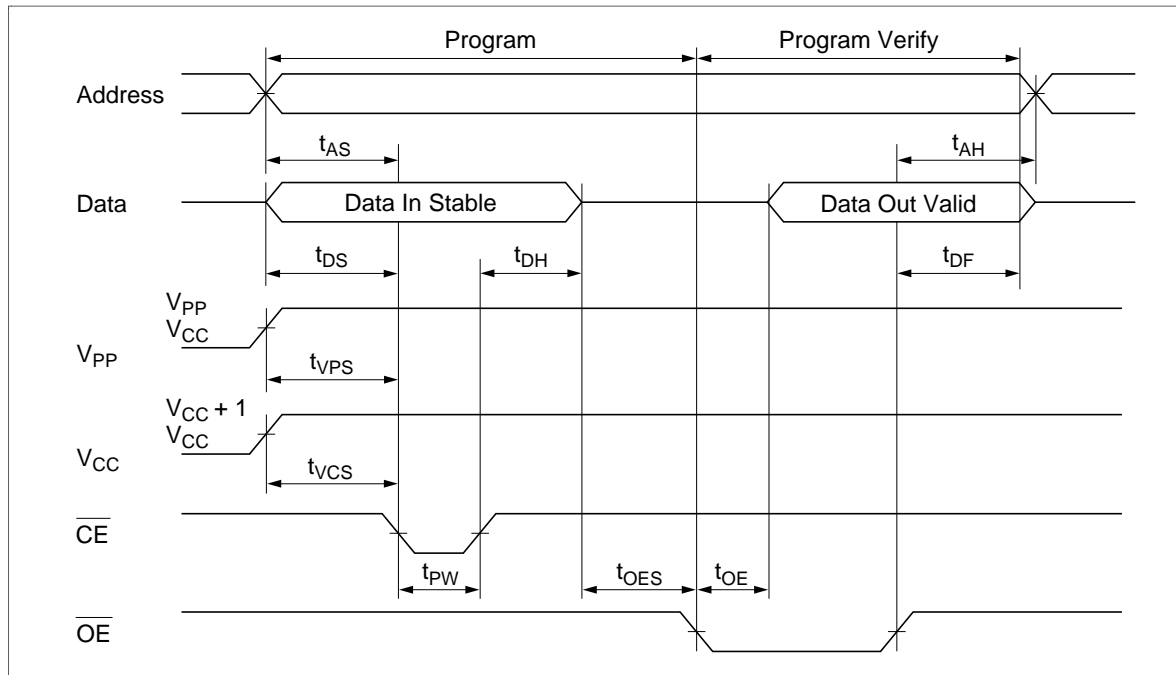 Program Program Verify
Address
tAS tAH
Data Data In Stable Data Out Valid
tDS tDH tDF
VPP
VCC
VPP
tVPS
VCC + 1
VCC
VCC
tVCS
CE
tPW tOES tOE
OE